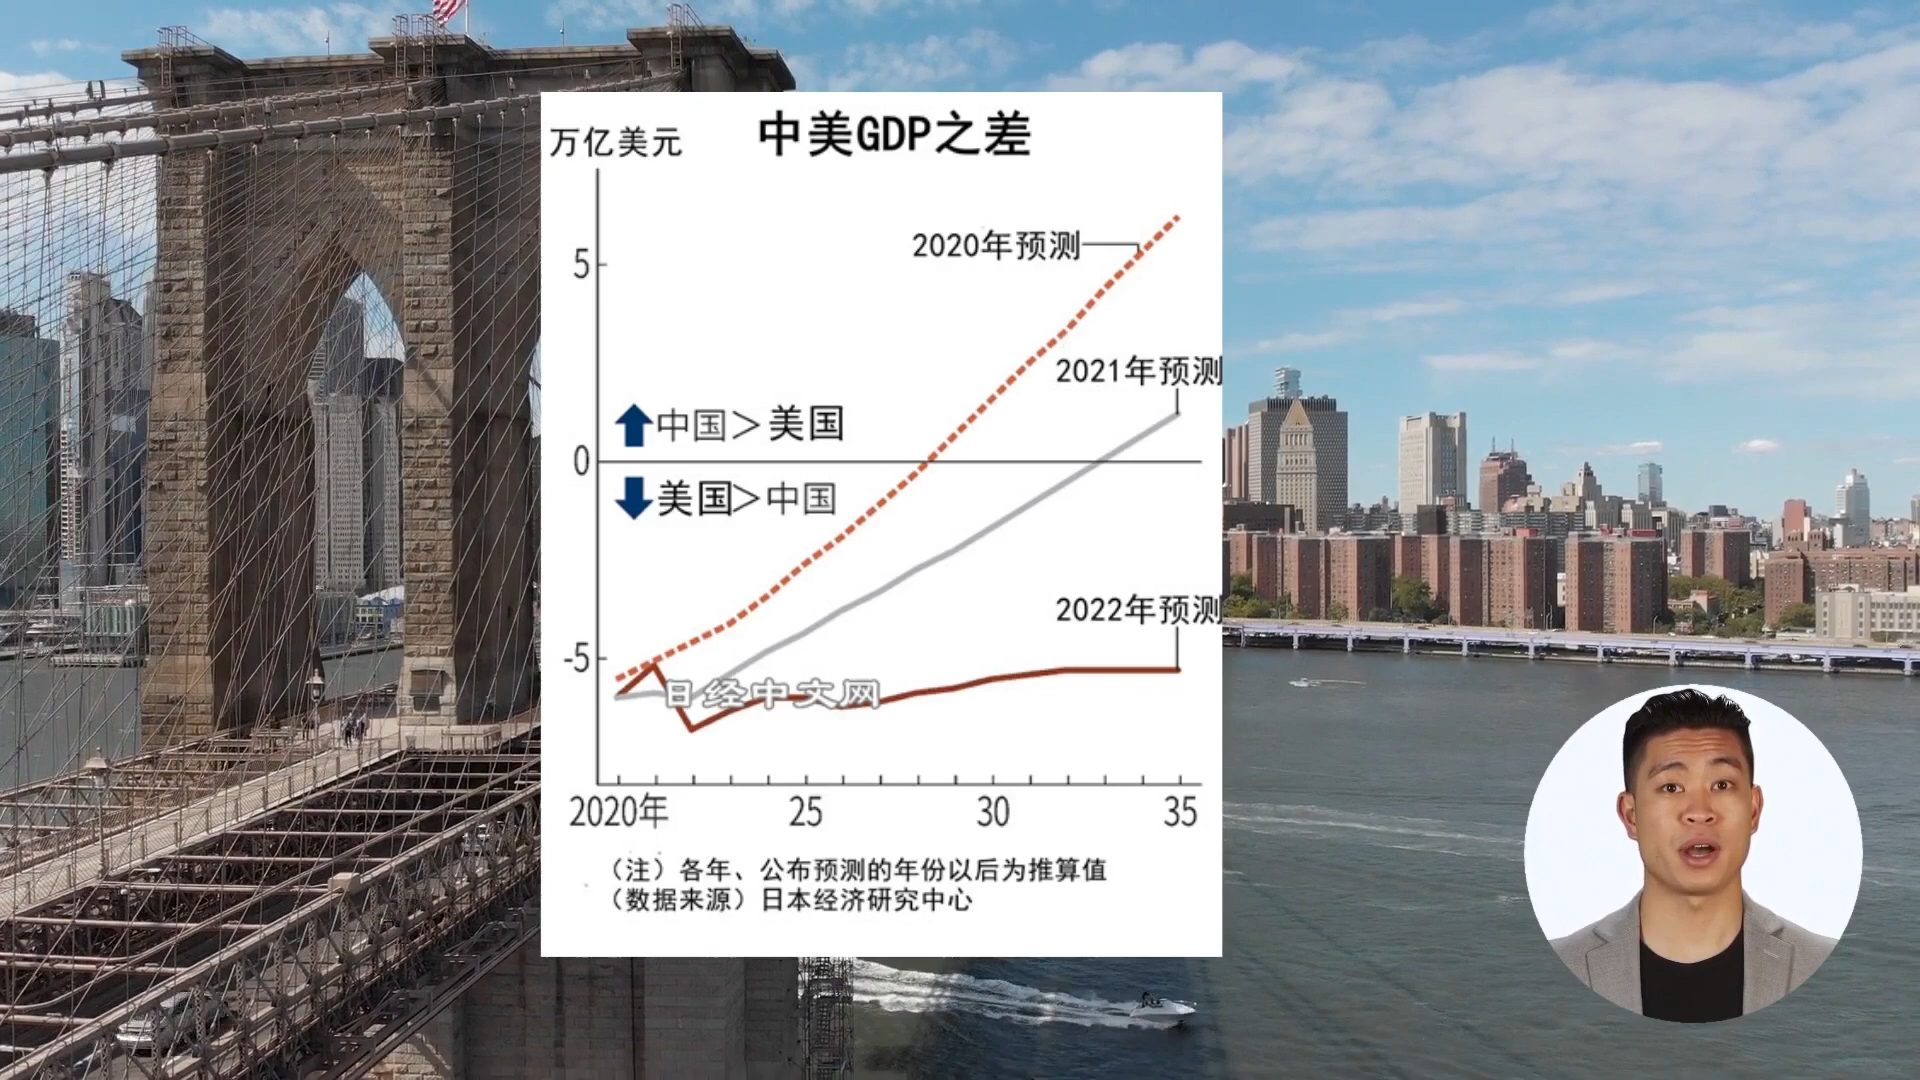 万亿美元
中美GDP之差
5
2020年预测
2021年预测
中国＞美国
0
美国＞中国
2022年预测
-5
日经中文网
2020年
25
30
35
（注）各年、公布预测的年份以后为推算值
（数据来源）日本经济研究中心